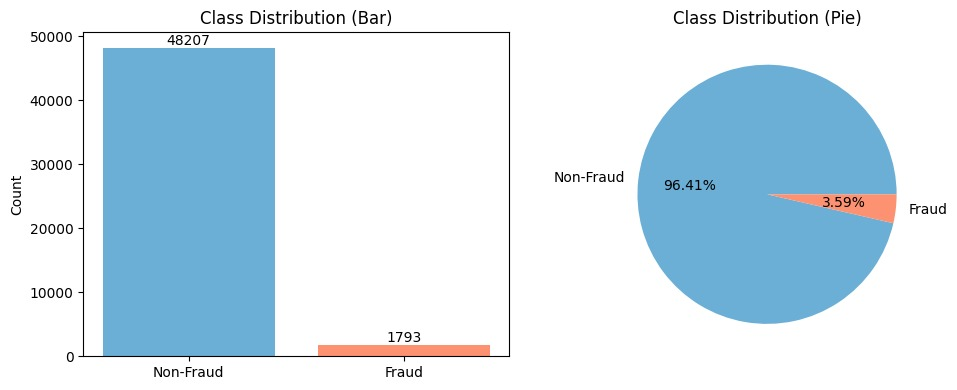 Class Distribution (Bar)
50000
40000
30000
20000
10000
0
Count
48207
1793
Non-Fraud
Fraud
Class Distribution (Pie)
Non-Fraud
96.41%
3.59%
Fraud